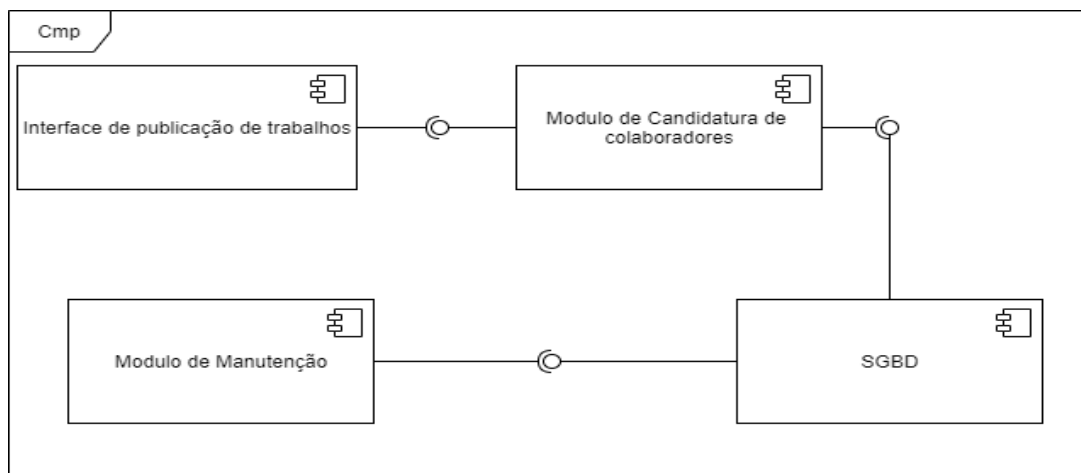 Cmp
Interface de publicação de trabalhos
Modulo de Candidatura de
colaboradores
Modulo de Manutenção
SGBD